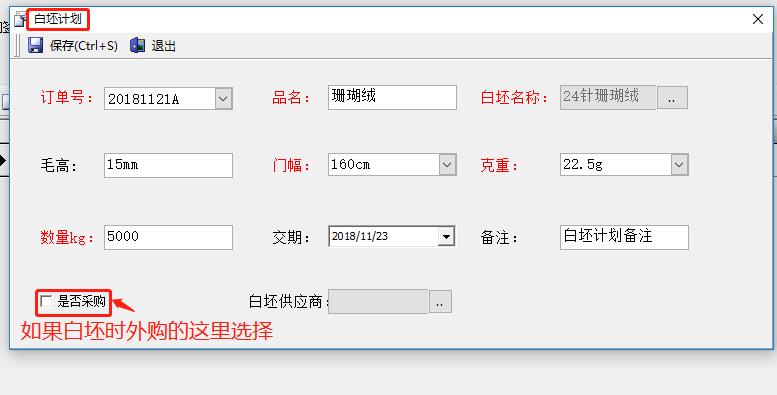 白坯计划
保存(Ctrl+S) 退出
订单号: 20181121A 品名: 珊瑚绒 白坯名称: 24针珊瑚绒 ..
毛高: 15mm 门幅: 160cm 克重: 22.5g
数量kg: 5000 交期: 2018/11/23 备注: 白坯计划备注
是否采购 白坯供应商: ..
如果白坯时外购的这里选择